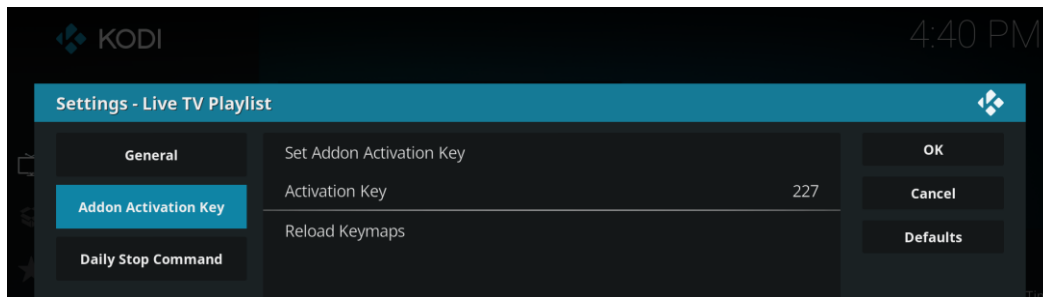 KODI
4:40 PM
Settings - Live TV Playlist
General
Addon Activation Key
Daily Stop Command
Set Addon Activation Key
Activation Key 227
Reload Keymaps
OK
Cancel
Defaults